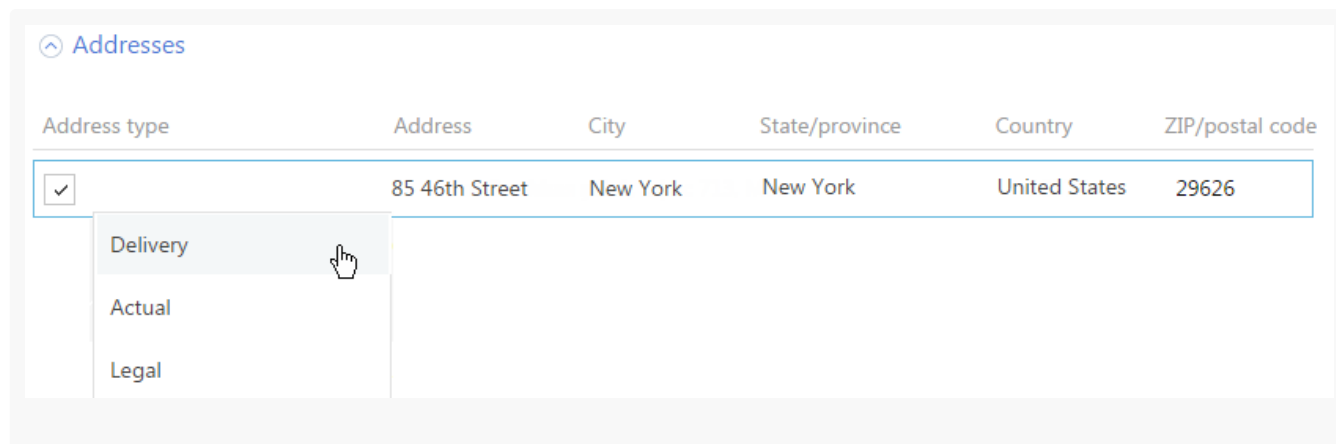 Addresses
Address type Address City State/province Country ZIP/postal code
85 46th Street New York New York United States 29626
Delivery
Actual
Legal